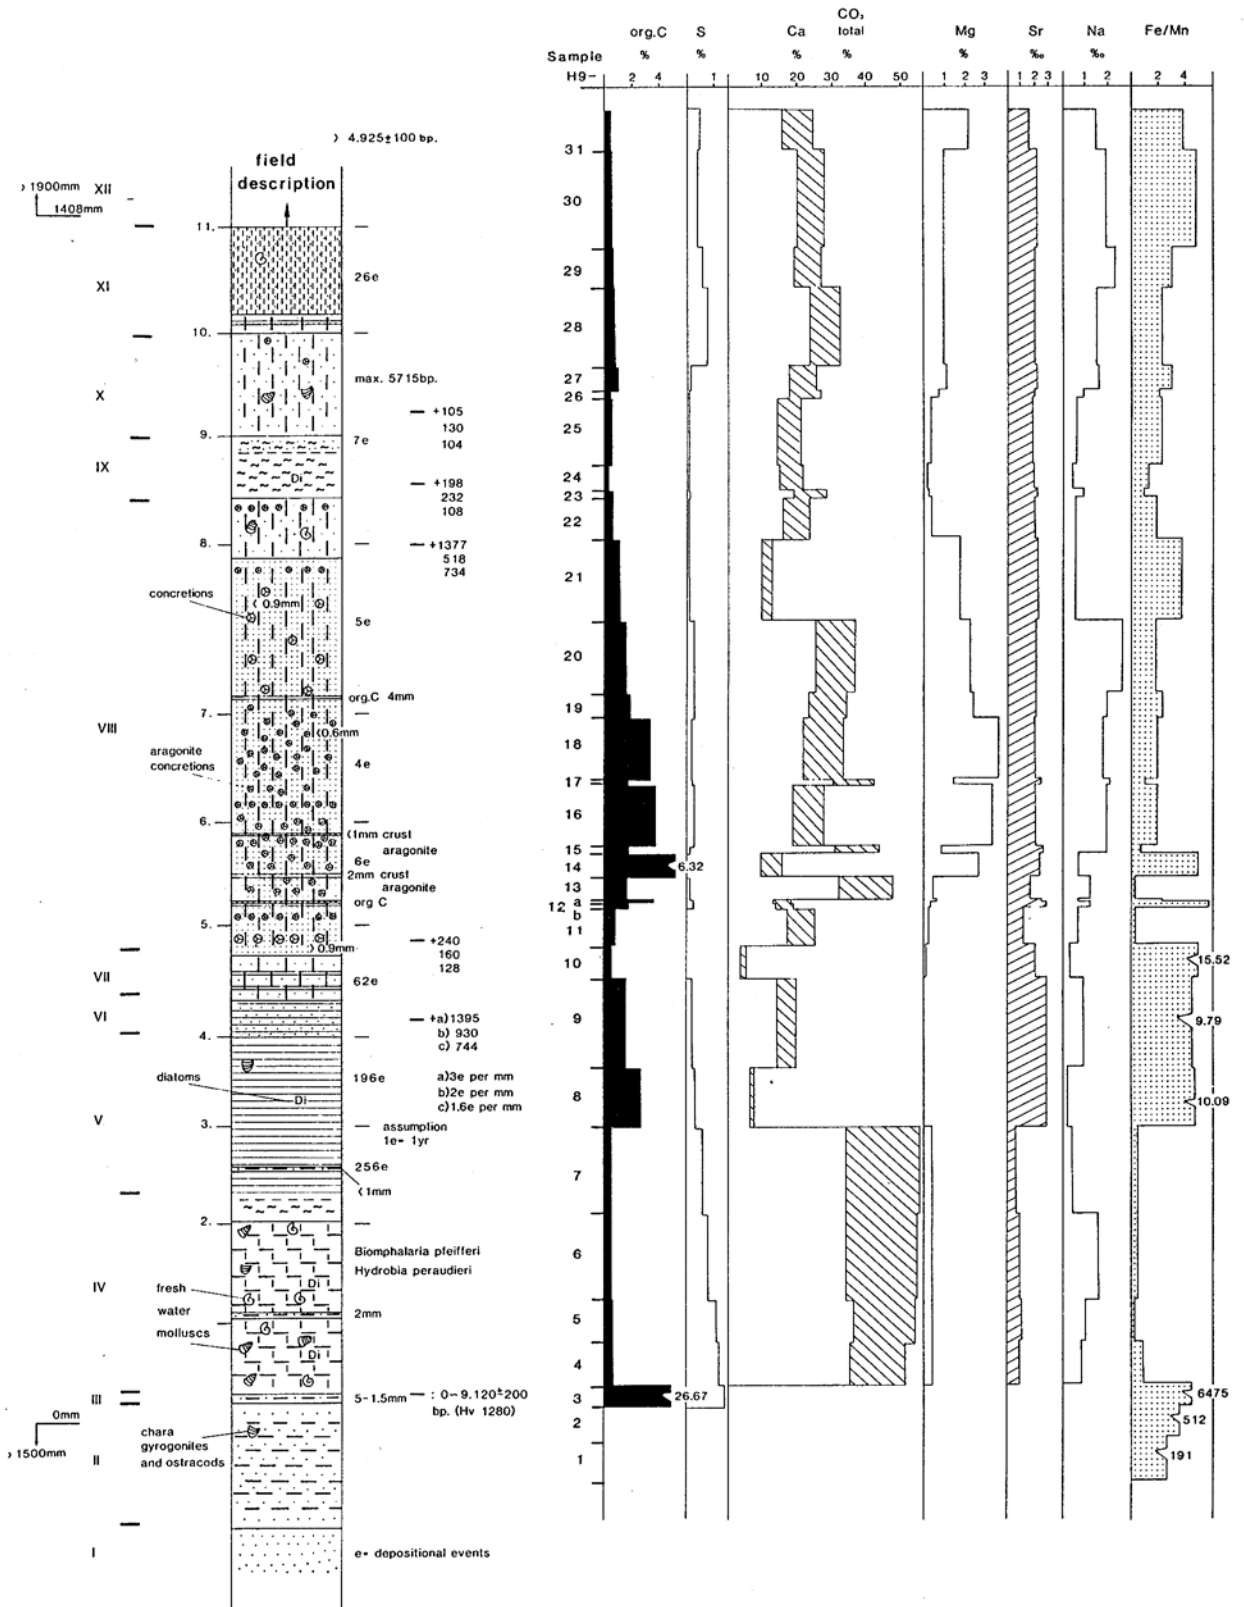 org.C S Ca CO₃ total Mg Sr Na Fe/Mn
Sample % % % % % ‰ ‰
H9– 2 4 1 10 20 30 40 50 1 2 3 1 2 3 1 2 2 4
⟩ 4.925±100 bp.
field
description
⟩ 1900mm XII
1408mm
11.
26e
XI
10.
max. 5715bp.
X
+105
130
104
9.
7e
IX
Di
+198
232
108
8.
+1377
518
734
concretions
⟨ 0.9mm
5e
org.C 4mm
7.
VIII
⟨0.6mm
aragonite
concretions
4e
6.
⟨1mm crust
aragonite
6e
2mm crust
aragonite
org C
5.
⟩0.9mm
+240
160
128
VII
62e
VI
+a)1395
b) 930
c) 744
4.
diatoms
Di
196e
a)3e per mm
b)2e per mm
c)1.6e per mm
V
3.
assumption
1e= 1yr
256e
⟨1mm
2.
Biomphalaria pfeifferi
Hydrobia peraudieri
IV
fresh
water
molluscs
Di
2mm
Di
III
5-1.5mm
: 0-9.120±200
bp. (Hv 1280)
0mm
⟩1500mm
chara
gyrogonites
and ostracods
II
I
e= depositional events
31
30
29
28
27
26
25
24
23
22
21
20
19
18
17
16
15
14
6.32
13
12 a
b
11
10
15.52
9
9.79
8
10.09
7
6
5
4
3
26.67
6475
2
512
1
191